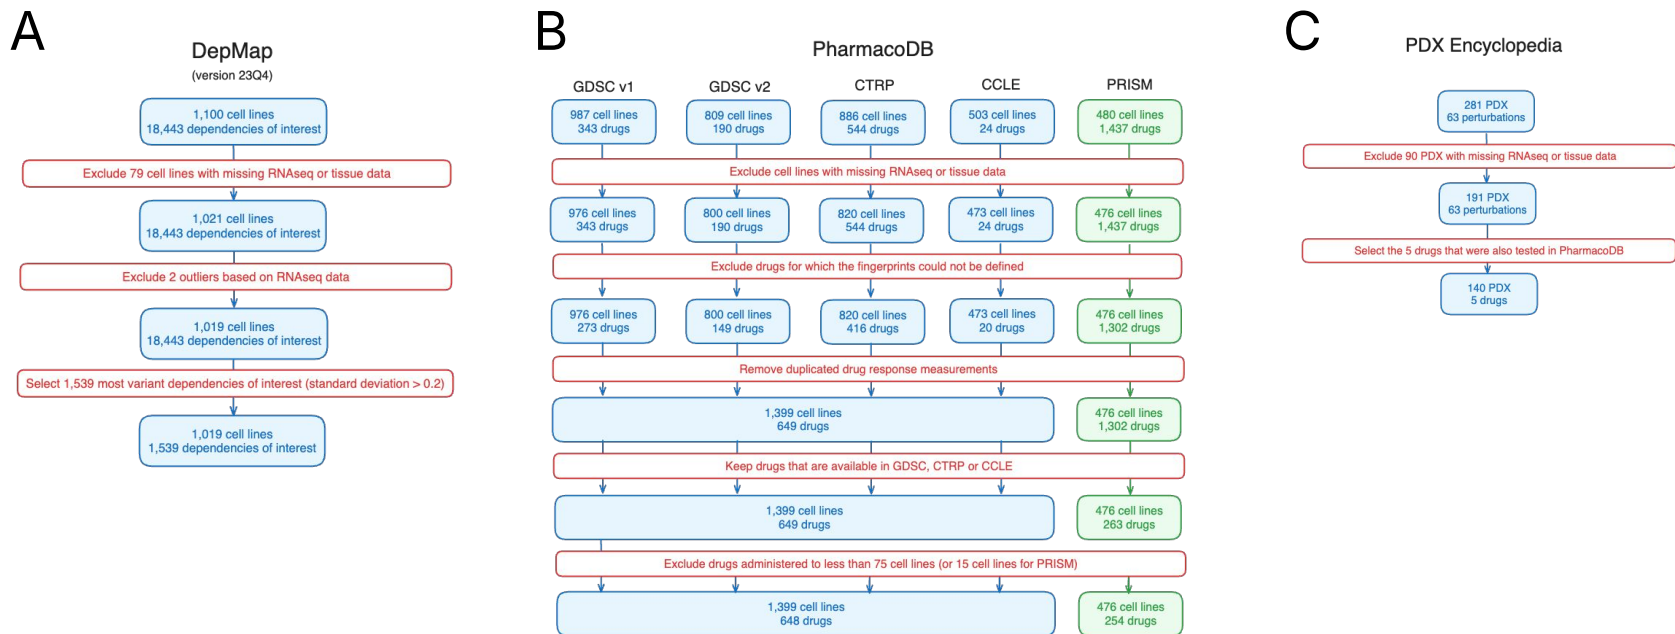 A
DepMap
(version 23Q4)
1,100 cell lines
18,443 dependencies of interest
Exclude 79 cell lines with missing RNAseq or tissue data
1,021 cell lines
18,443 dependencies of interest
Exclude 2 outliers based on RNAseq data
1,019 cell lines
18,443 dependencies of interest
Select 1,539 most variant dependencies of interest (standard deviation > 0.2)
1,019 cell lines
1,539 dependencies of interest
B
PharmacoDB
GDSC v1
GDSC v2
CTRP
CCLE
PRISM
987 cell lines
343 drugs
809 cell lines
190 drugs
886 cell lines
544 drugs
503 cell lines
24 drugs
480 cell lines
1,437 drugs
Exclude cell lines with missing RNAseq or tissue data
976 cell lines
343 drugs
800 cell lines
190 drugs
820 cell lines
544 drugs
473 cell lines
24 drugs
476 cell lines
1,437 drugs
Exclude drugs for which the fingerprints could not be defined
976 cell lines
273 drugs
800 cell lines
149 drugs
820 cell lines
416 drugs
473 cell lines
20 drugs
476 cell lines
1,302 drugs
Remove duplicated drug response measurements
1,399 cell lines
649 drugs
476 cell lines
1,302 drugs
Keep drugs that are available in GDSC, CTRP or CCLE
1,399 cell lines
649 drugs
476 cell lines
263 drugs
Exclude drugs administered to less than 75 cell lines (or 15 cell lines for PRISM)
1,399 cell lines
648 drugs
476 cell lines
254 drugs
C
PDX Encyclopedia
281 PDX
63 perturbations
Exclude 90 PDX with missing RNAseq or tissue data
191 PDX
63 perturbations
Select the 5 drugs that were also tested in PharmacoDB
140 PDX
5 drugs